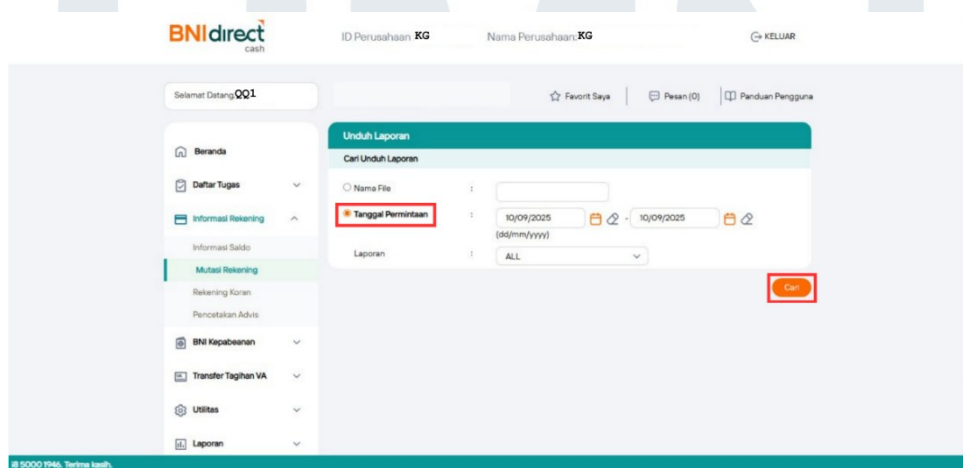 BNIdirect
cash
ID Perusahaan KG
Nama Perusahaan: KG
KELUAR
Selamat Datang, QQ1
Favorit Saya
Pesan (0)
Panduan Pengguna
Beranda
Daftar Tugas
Informasi Rekening
Informasi Saldo
Mutasi Rekening
Rekening Koran
Pencetakan Advis
BNI Kepabeanan
Transfer Tagihan VA
Utilitas
Laporan
Unduh Laporan
Cari Unduh Laporan
Nama File :
Tanggal Permintaan : 10/09/2025 - 10/09/2025
(dd/mm/yyyy)
Laporan : ALL
Cari
5000 1946. Terima kasih.